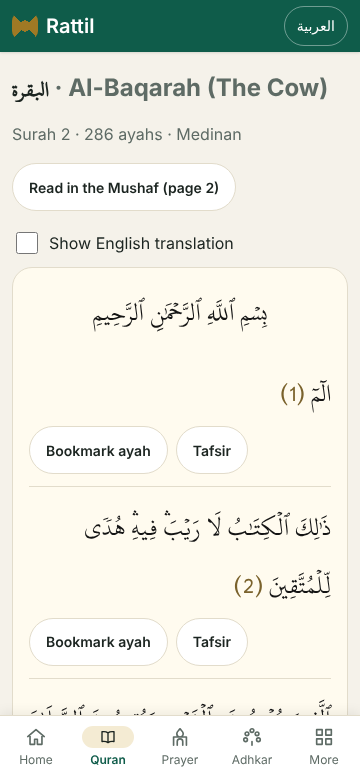 Rattil
العربية
البقرة · Al-Baqarah (The Cow)
Surah 2 · 286 ayahs · Medinan
Read in the Mushaf (page 2)
Show English translation
بِسۡمِ ٱللَّهِ ٱلرَّحۡمَٰنِ ٱلرَّحِيمِ
الٓمٓ (1)
Bookmark ayah
Tafsir
ذَٰلِكَ ٱلۡكِتَٰبُ لَا رَيۡبَۛ فِيهِۛ هُدٗى
لِّلۡمُتَّقِينَ (2)
Bookmark ayah
Tafsir
Home
Quran
Prayer
Adhkar
More